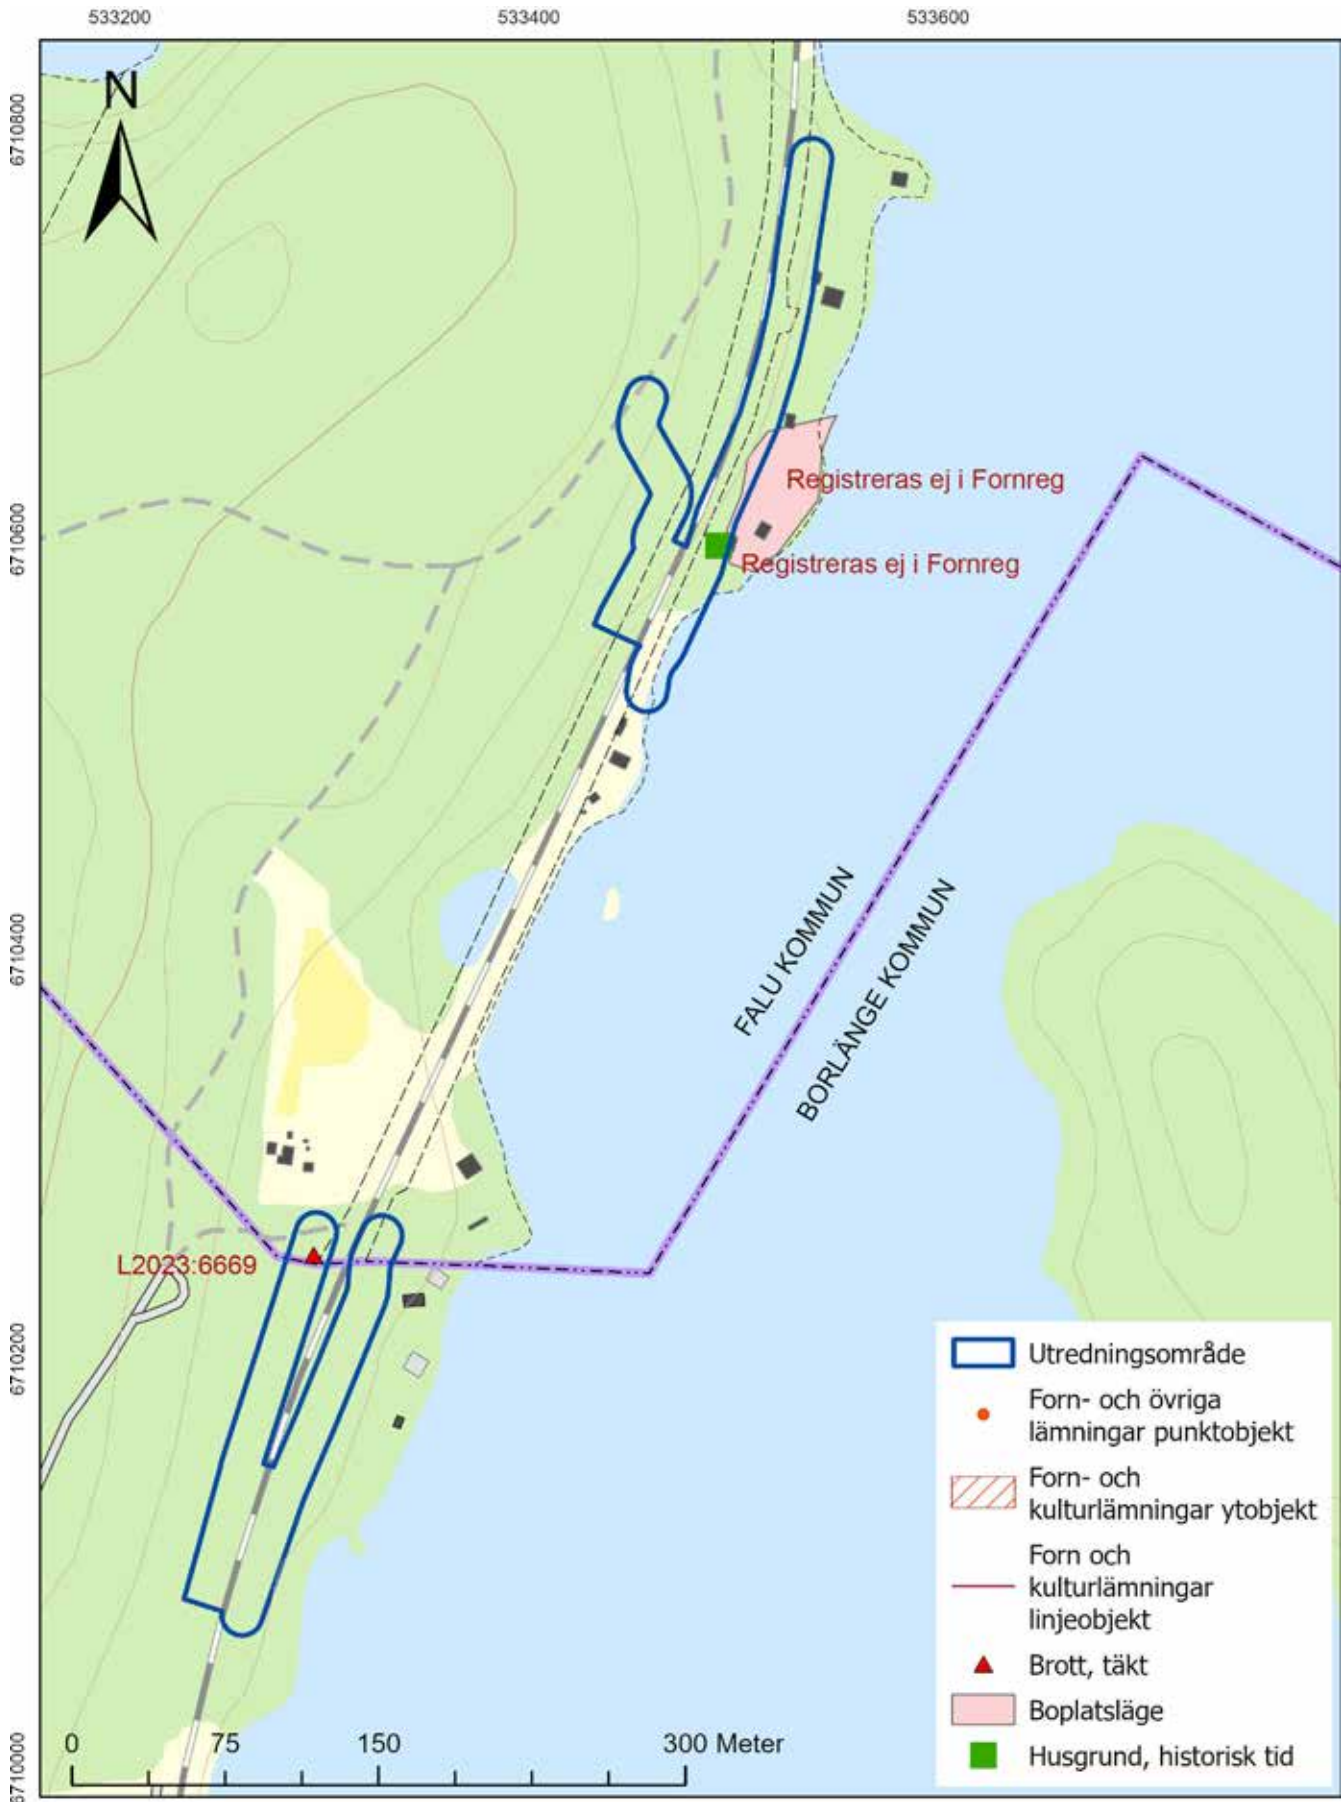 533200
533400
533600
6710800
N
Registreras ej i Fornreg
6710600
Registreras ej i Fornreg
6710400
FALU KOMMUN
BORLÄNGE KOMMUN
L2023:6669
6710200
Utredningsområde
Forn- och övriga
lämningar punktobjekt
Forn- och
kulturlämningar ytobjekt
Forn och
kulturlämningar
linjeobjekt
Brott, täkt
Boplatsläge
Husgrund, historisk tid
6710000
0 75 150 300 Meter